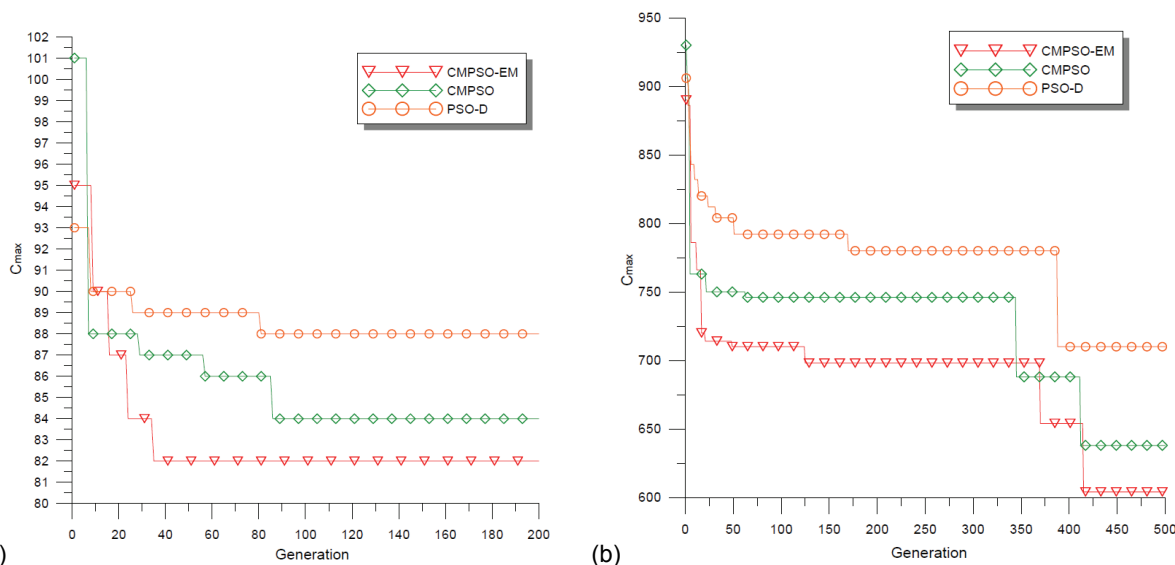 102
101
100
99
98
97
96
95
94
93
92
91
90
89
88
87
86
85
84
83
82
81
80
Cmax
0 20 40 60 80 100 120 140 160 180 200
Generation
CMPSO-EM
CMPSO
PSO-D
)
950
900
850
800
750
700
650
600
Cmax
0 50 100 150 200 250 300 350 400 450 500
Generation
CMPSO-EM
CMPSO
PSO-D
(b)